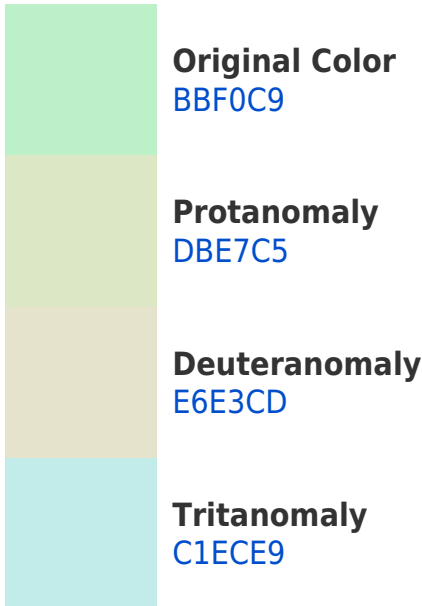 Original Color
BBF0C9
Protanomaly
DBE7C5
Deuteranomaly
E6E3CD
Tritanomaly
C1ECE9